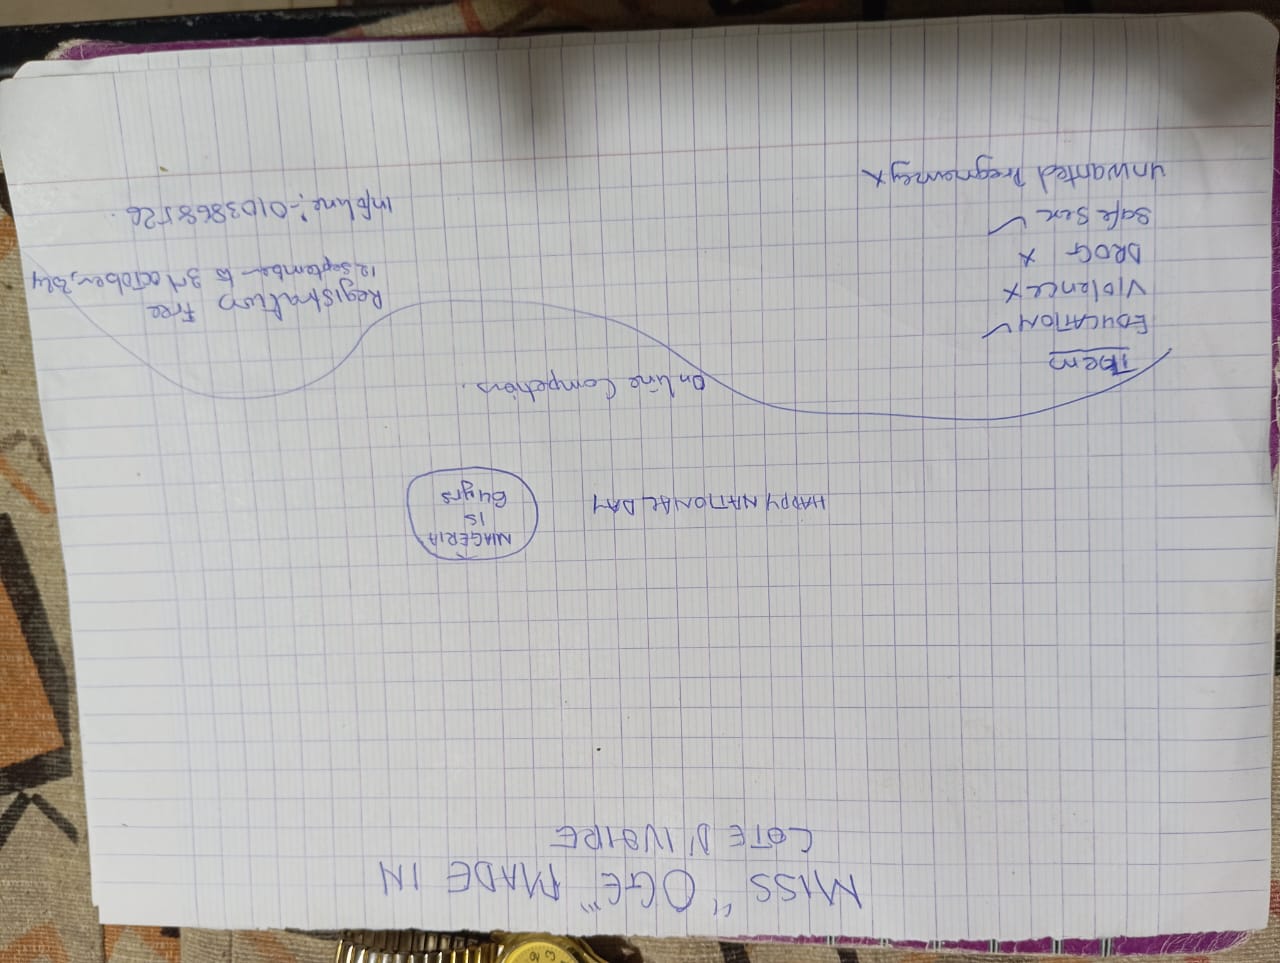 MISS "OGE" MADE IN
COTE D'IVOIRE
NIAGERIA
IS
64yrs
HAPPY NATIONAL DAY
Online Competions.
Them
EDUCATION ✓
Violence x
DROG x
Safe Sex ✓
unwanted Pregnancey x
Registration Free
12 September to 3rd OCTOber, 2024
Infoline:-0103868526.